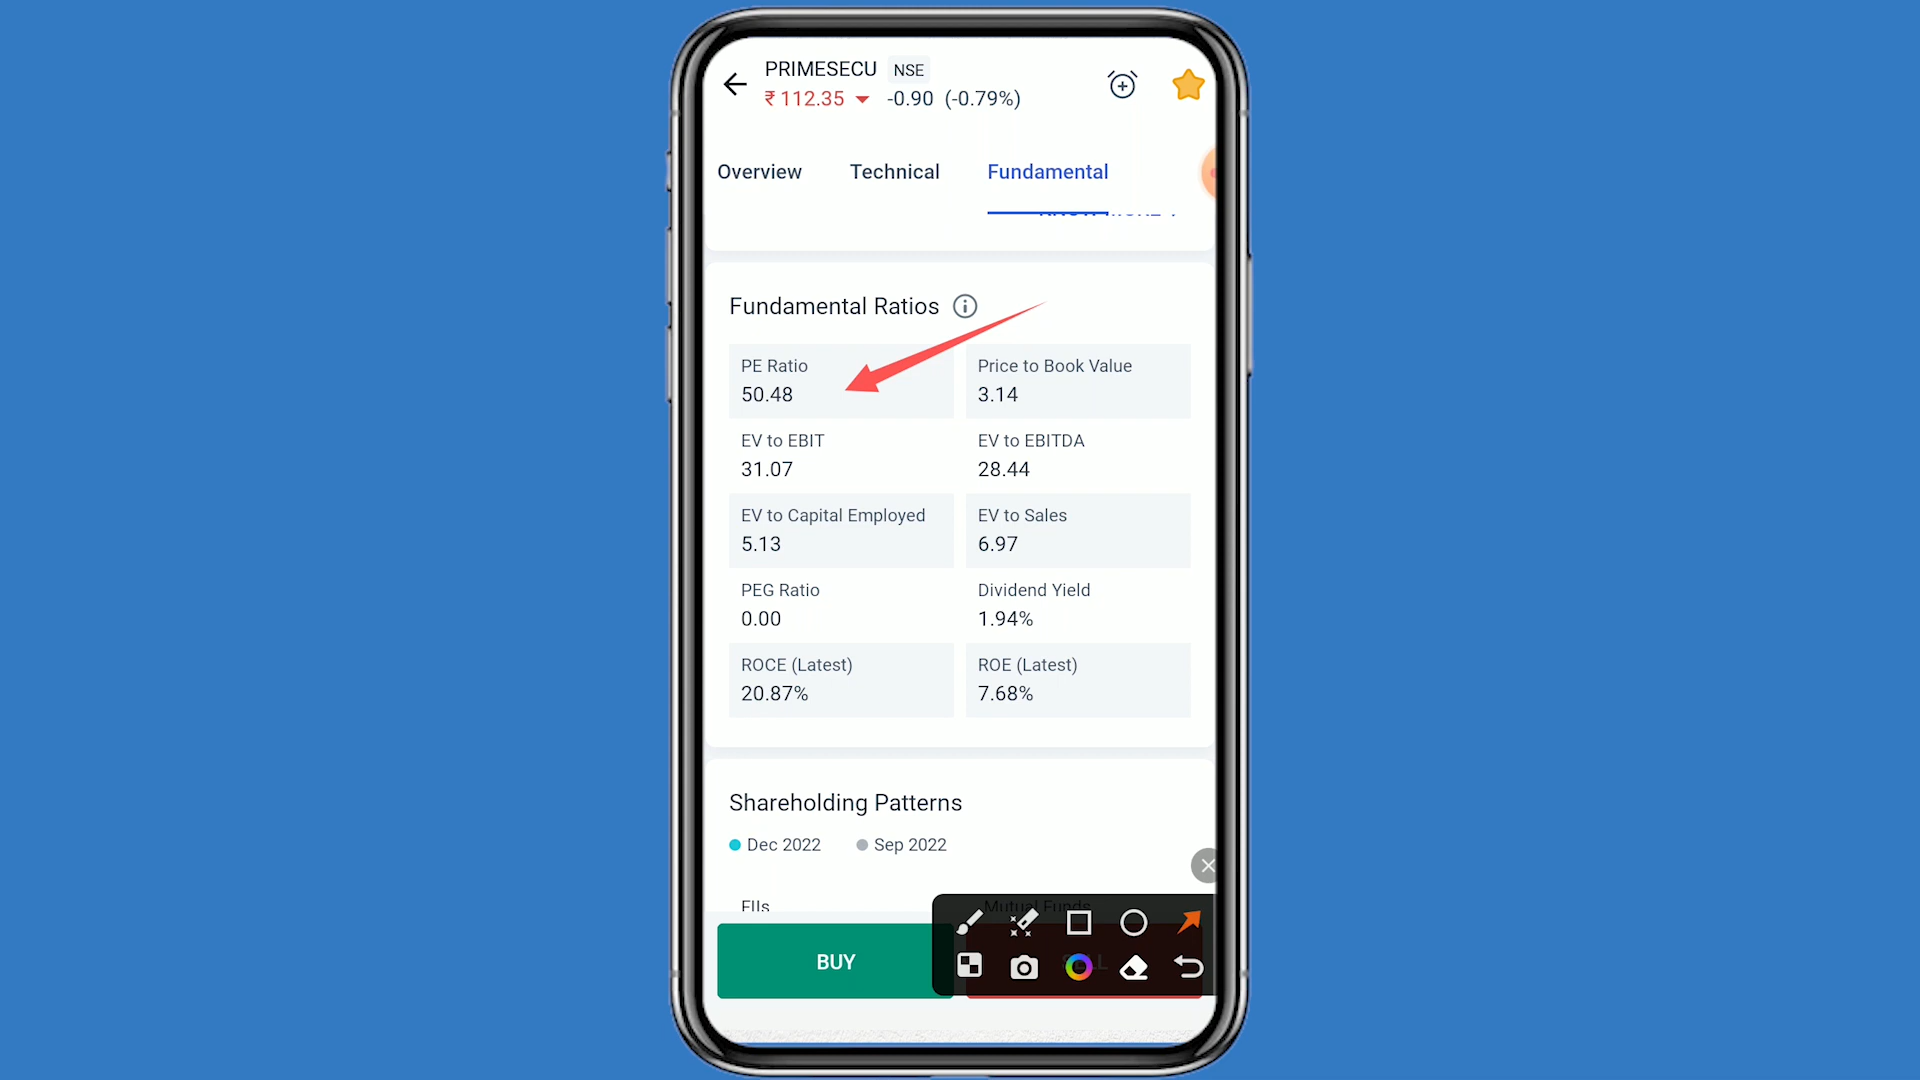 PRIMESECU NSE
₹ 112.35 -0.90 (-0.79%)
Overview Technical Fundamental
Fundamental Ratios
PE Ratio Price to Book Value
50.48 3.14
EV to EBIT EV to EBITDA
31.07 28.44
EV to Capital Employed EV to Sales
5.13 6.97
PEG Ratio Dividend Yield
0.00 1.94%
ROCE (Latest) ROE (Latest)
20.87% 7.68%
Shareholding Patterns
Dec 2022 Sep 2022
FIIs Mutual Funds
BUY